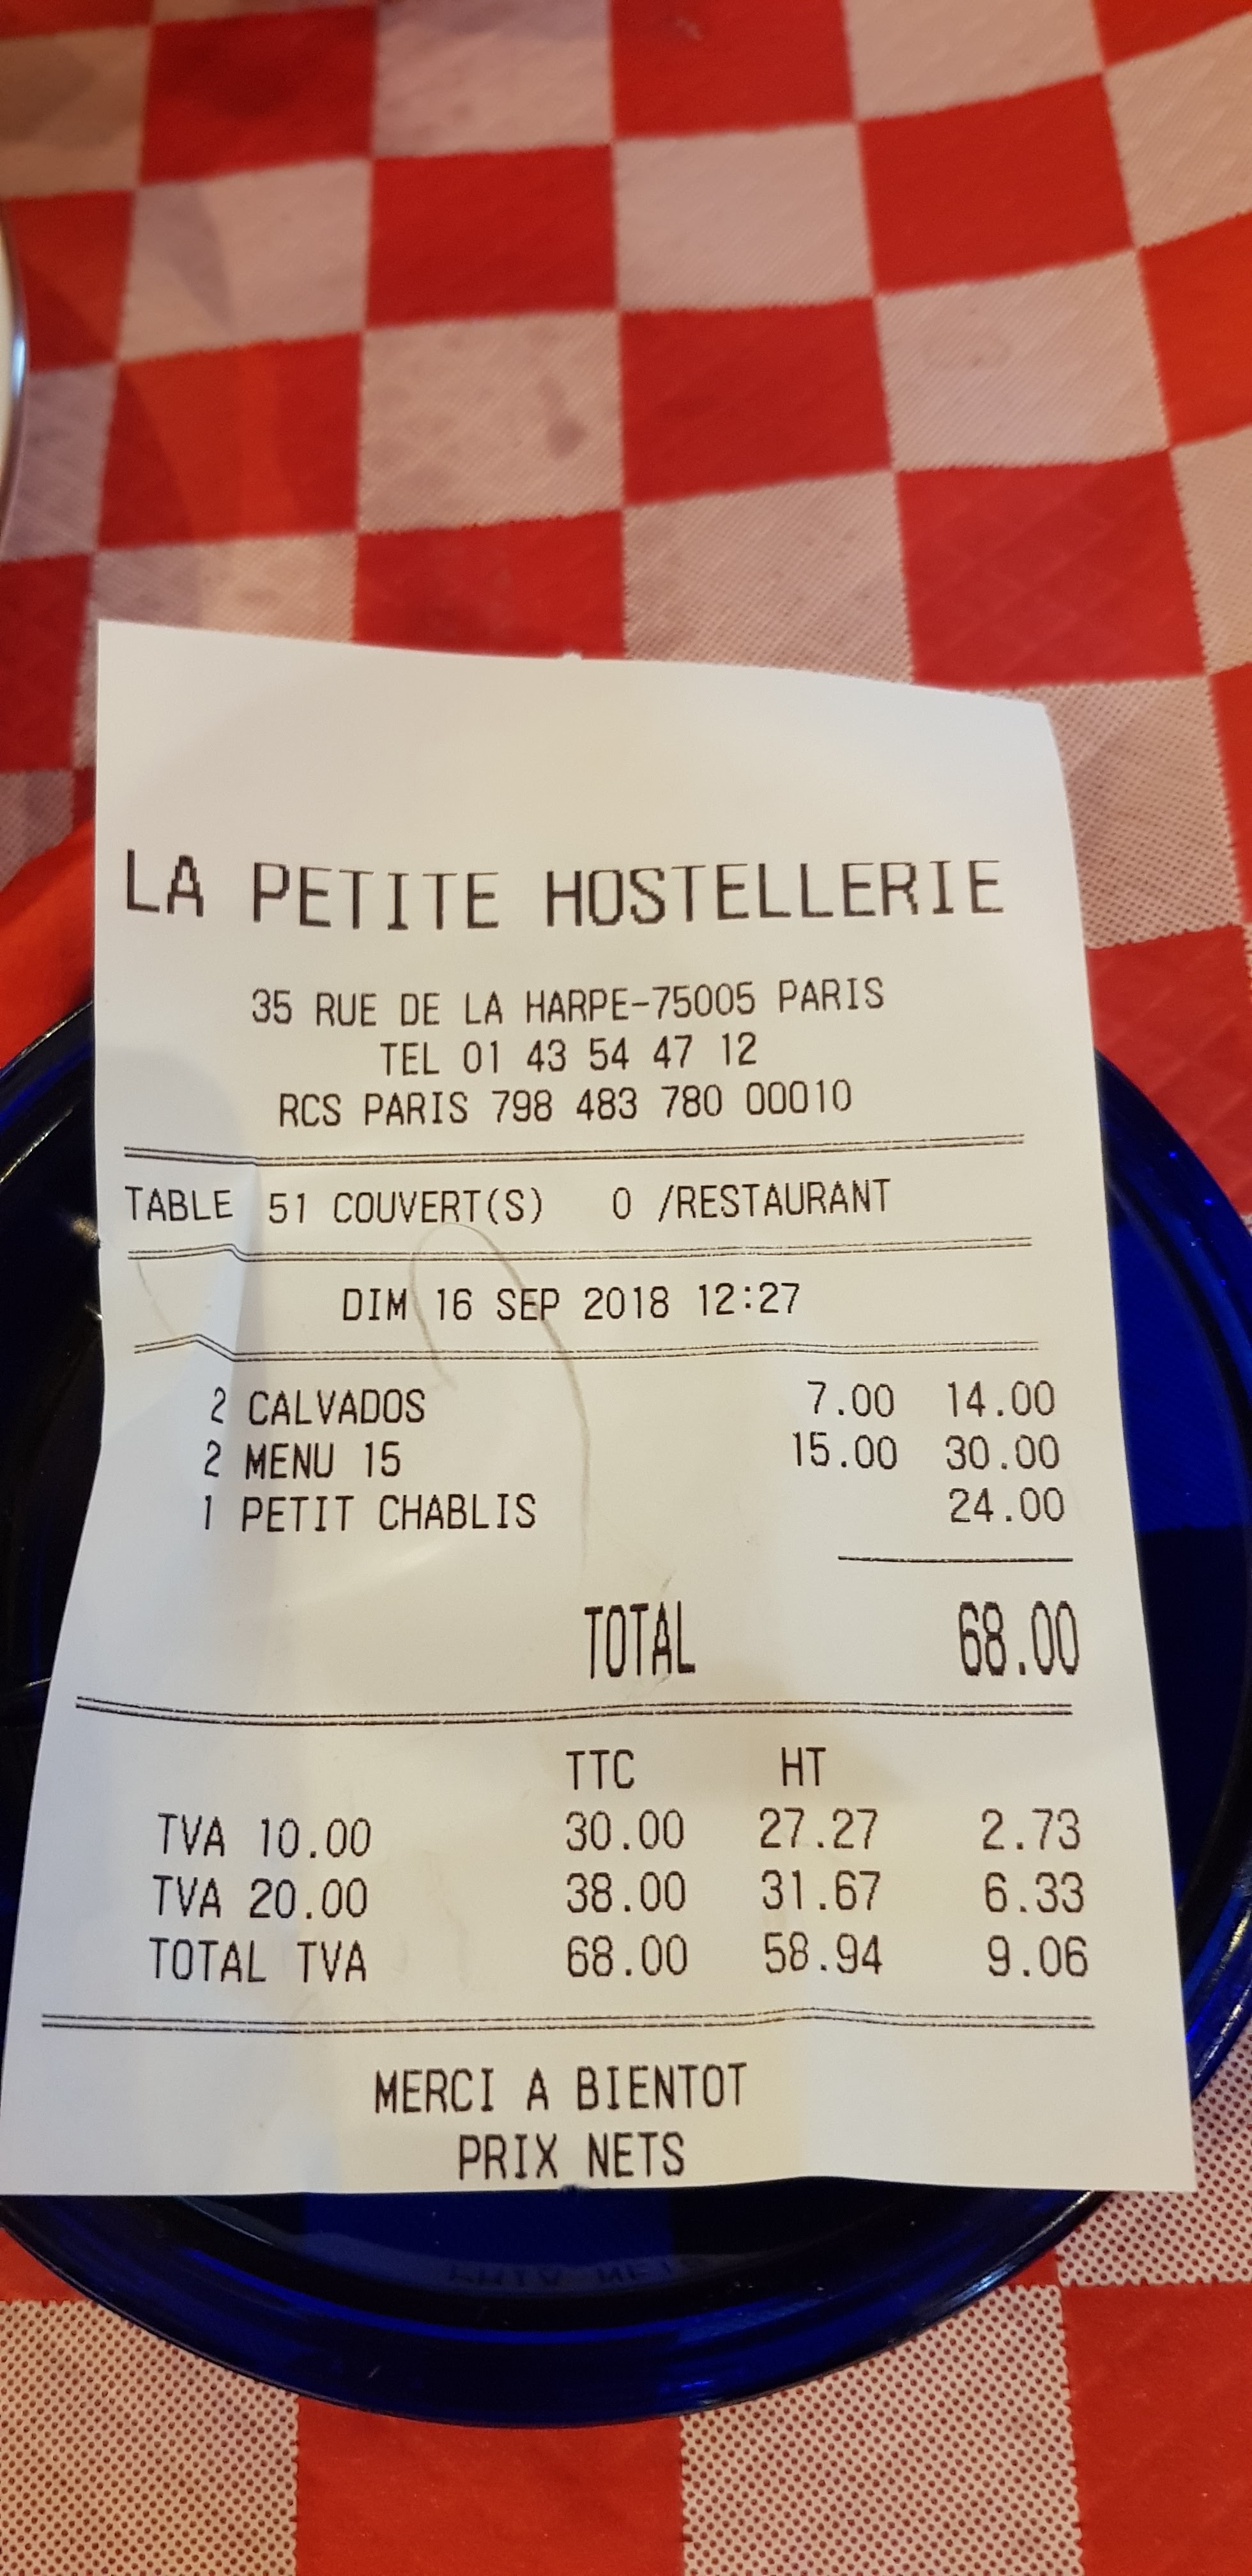 LA PETITE HOSTELLERIE
35 RUE DE LA HARPE-75005 PARIS
TEL 01 43 54 47 12
RCS PARIS 798 483 780 00010
TABLE 51 COUVERT(S) 0 /RESTAURANT
DIM 16 SEP 2018 12:27
2 CALVADOS 7.00 14.00
2 MENU 15 15.00 30.00
1 PETIT CHABLIS 24.00
TOTAL 68.00
TTC HT
TVA 10.00 30.00 27.27 2.73
TVA 20.00 38.00 31.67 6.33
TOTAL TVA 68.00 58.94 9.06
MERCI A BIENTOT
PRIX NETS